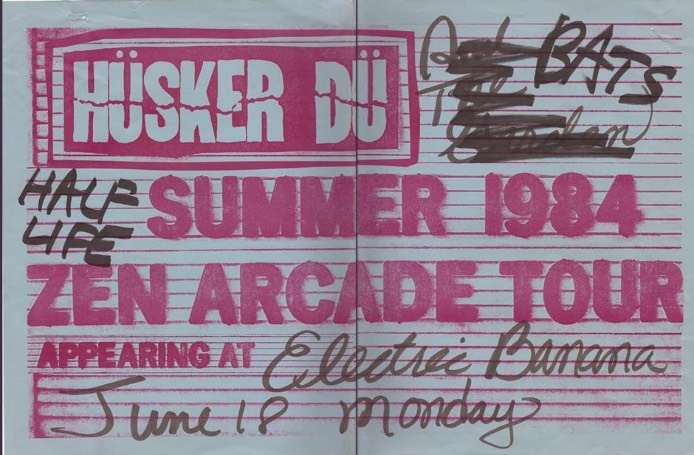 HÜSKER DÜ
BATS
HALF
LIFE
SUMMER 1984
ZEN ARCADE TOUR
APPEARING AT Electric Banana
June 18 Monday